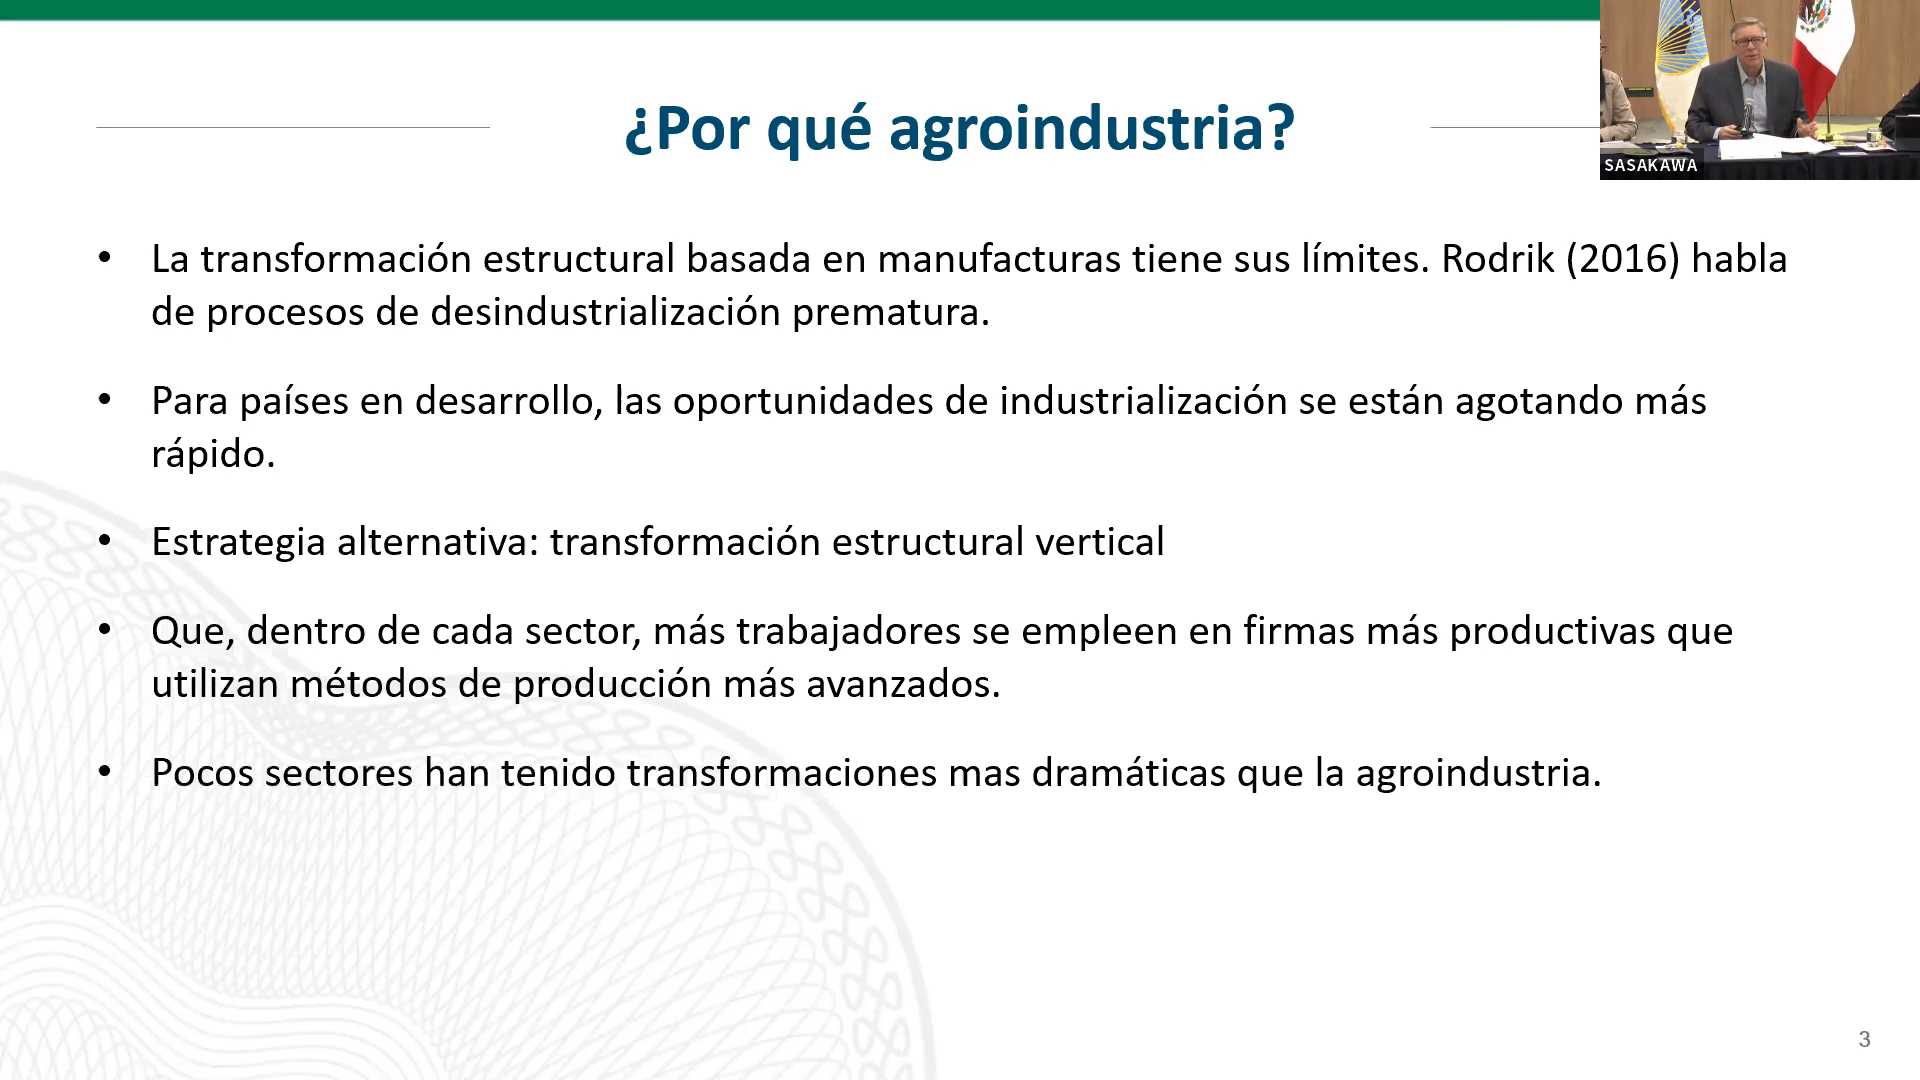 ¿Por qué agroindustria?
SASAKAWA
• La transformación estructural basada en manufacturas tiene sus límites. Rodrik (2016) habla
de procesos de desindustrialización prematura.
• Para países en desarrollo, las oportunidades de industrialización se están agotando más
rápido.
• Estrategia alternativa: transformación estructural vertical
• Que, dentro de cada sector, más trabajadores se empleen en firmas más productivas que
utilizan métodos de producción más avanzados.
• Pocos sectores han tenido transformaciones mas dramáticas que la agroindustria.
3